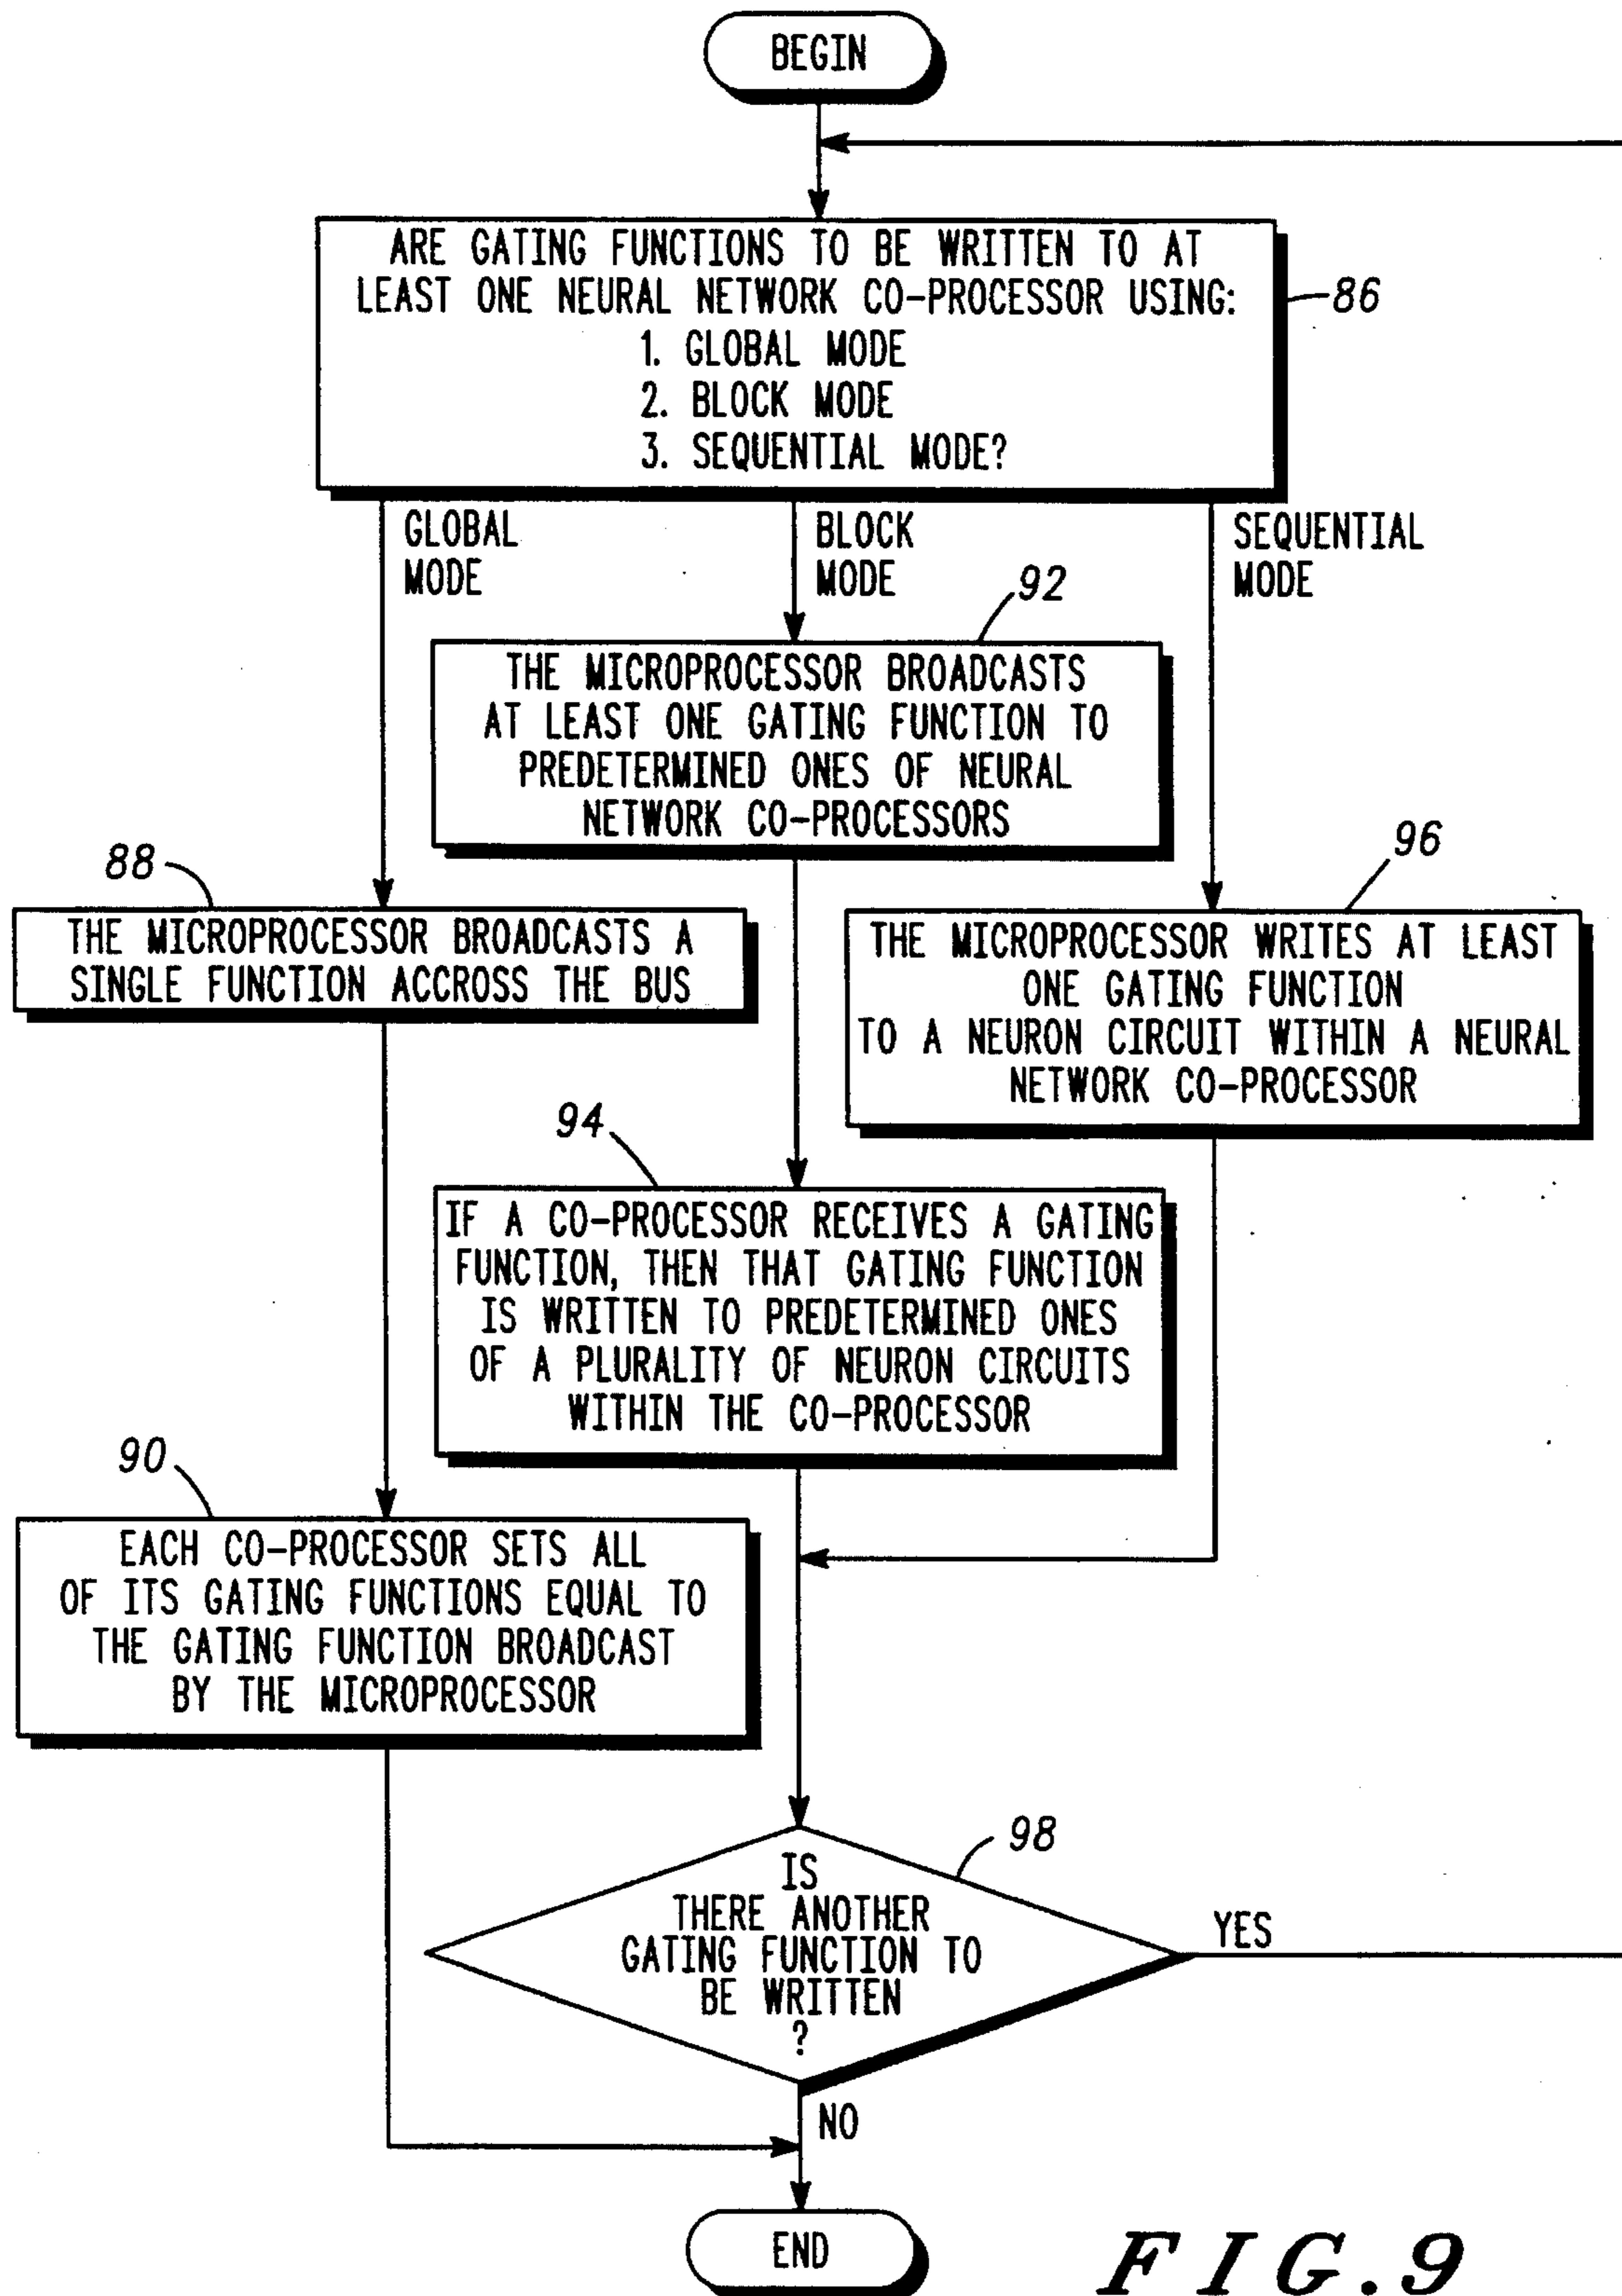 BEGIN
ARE GATING FUNCTIONS TO BE WRITTEN TO AT
LEAST ONE NEURAL NETWORK CO-PROCESSOR USING:
1. GLOBAL MODE
2. BLOCK MODE
3. SEQUENTIAL MODE?
86
GLOBAL
MODE
BLOCK
MODE
SEQUENTIAL
MODE
92
THE MICROPROCESSOR BROADCASTS
AT LEAST ONE GATING FUNCTION TO
PREDETERMINED ONES OF NEURAL
NETWORK CO-PROCESSORS
88
THE MICROPROCESSOR BROADCASTS A
SINGLE FUNCTION ACCROSS THE BUS
96
THE MICROPROCESSOR WRITES AT LEAST
ONE GATING FUNCTION
TO A NEURON CIRCUIT WITHIN A NEURAL
NETWORK CO-PROCESSOR
94
IF A CO-PROCESSOR RECEIVES A GATING
FUNCTION, THEN THAT GATING FUNCTION
IS WRITTEN TO PREDETERMINED ONES
OF A PLURALITY OF NEURON CIRCUITS
WITHIN THE CO-PROCESSOR
90
EACH CO-PROCESSOR SETS ALL
OF ITS GATING FUNCTIONS EQUAL TO
THE GATING FUNCTION BROADCAST
BY THE MICROPROCESSOR
98
IS
THERE ANOTHER
GATING FUNCTION TO
BE WRITTEN
?
YES
NO
END
FIG.9